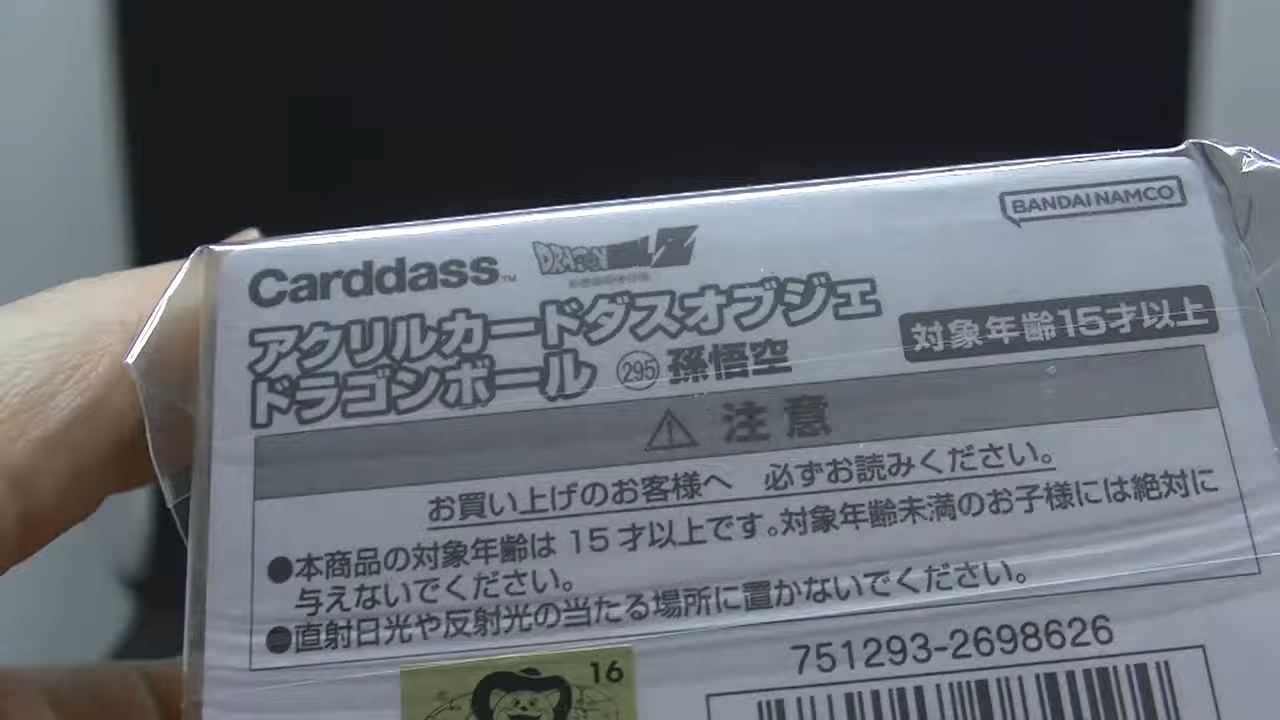 BANDAI NAMCO
Carddass™ DRAGON BALL Z
アクリルカードダスオブジェ
ドラゴンボール 295 孫悟空
対象年齢15才以上
⚠ 注意
お買い上げのお客様へ 必ずお読みください。
●本商品の対象年齢は 15 才以上です。対象年齢未満のお子様には絶対に
与えないでください。
●直射日光や反射光の当たる場所に置かないでください。
751293-2698626
16